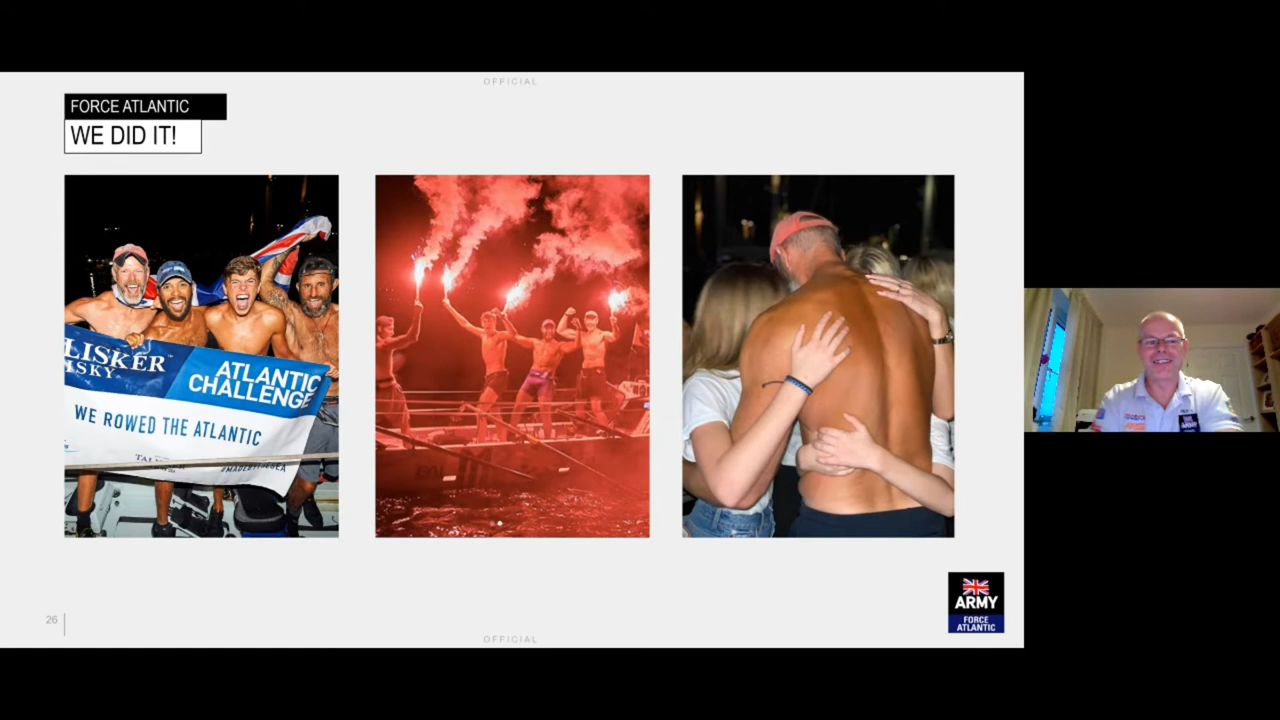 OFFICIAL
FORCE ATLANTIC
WE DID IT!
LISKER
ISKY
ATLANTIC
CHALLENGE
WE ROWED THE ATLANTIC
26
ARMY
FORCE
ATLANTIC
OFFICIAL